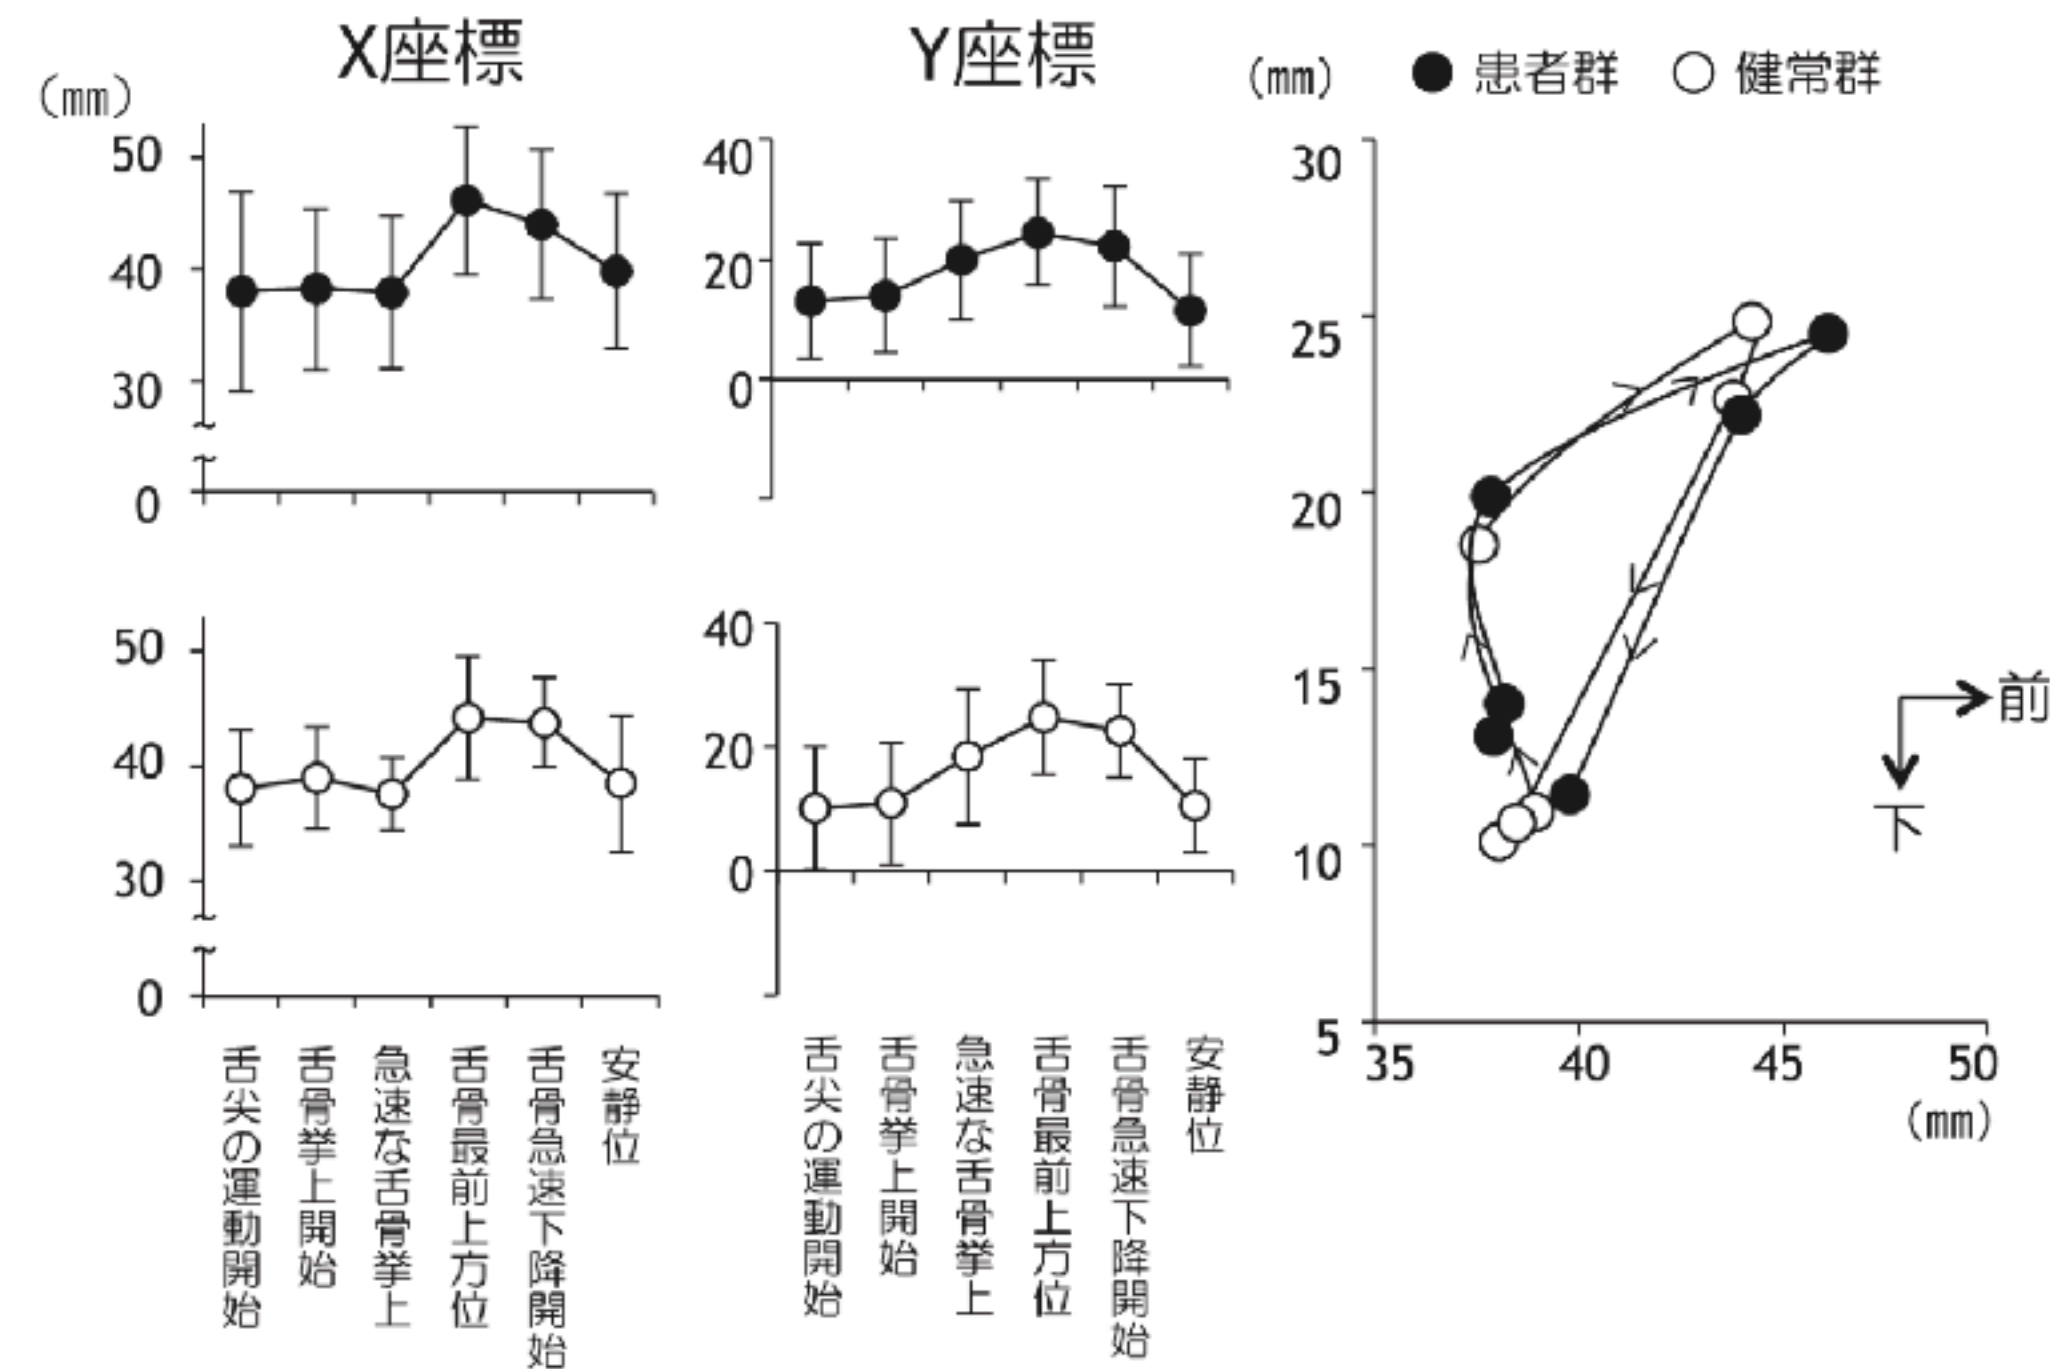 X座標
(mm)
50
40
30
0
50
40
30
0
舌尖の運動開始
舌骨挙上開始
急速な舌骨挙上
舌骨最前上方位
舌骨急速下降開始
安静位
Y座標
40
20
0
40
20
0
舌尖の運動開始
舌骨挙上開始
急速な舌骨挙上
舌骨最前上方位
舌骨急速下降開始
安静位
(mm)
患者群 健常群
30
25
20
15
10
5
35 40 45 50
(mm)
前
下